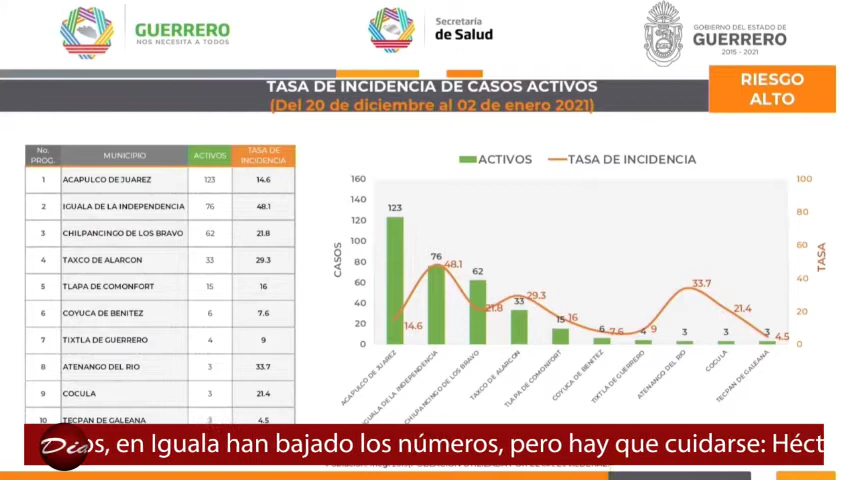 GUERRERO
NOS NECESITA A TODOS
Secretaría
de Salud
GOBIERNO DEL ESTADO DE
GUERRERO
2015 - 2021
TASA DE INCIDENCIA DE CASOS ACTIVOS
(Del 20 de diciembre al 02 de enero 2021)
RIESGO
ALTO
No. PROG. MUNICIPIO ACTIVOS TASA DE INCIDENCIA
1 ACAPULCO DE JUAREZ 123 14.6
2 IGUALA DE LA INDEPENDENCIA 76 48.1
3 CHILPANCINGO DE LOS BRAVO 62 21.8
4 TAXCO DE ALARCON 33 29.3
5 TLAPA DE COMONFORT 15 16
6 COYUCA DE BENITEZ 6 7.6
7 TIXTLA DE GUERRERO 4 9
8 ATENANGO DEL RIO 3 33.7
9 COCULA 3 21.4
10 TECPAN DE GALEANA 3 4.5
ACTIVOS TASA DE INCIDENCIA
CASOS
160
140
120
100
80
60
40
20
0
123 76 62 33 15 6 4 3 3 3
14.6 48.1 21.8 29.3 16 7.6 9 33.7 21.4 4.5
100
80
60
40
20
0
TASA
ACAPULCO DE JUAREZ
IGUALA DE LA INDEPENDENCIA
CHILPANCINGO DE LOS BRAVO
TAXCO DE ALARCON
TLAPA DE COMONFORT
COYUCA DE BENITEZ
TIXTLA DE GUERRERO
ATENANGO DEL RIO
COCULA
TECPAN DE GALEANA
os, en Iguala han bajado los números, pero hay que cuidarse: Héct